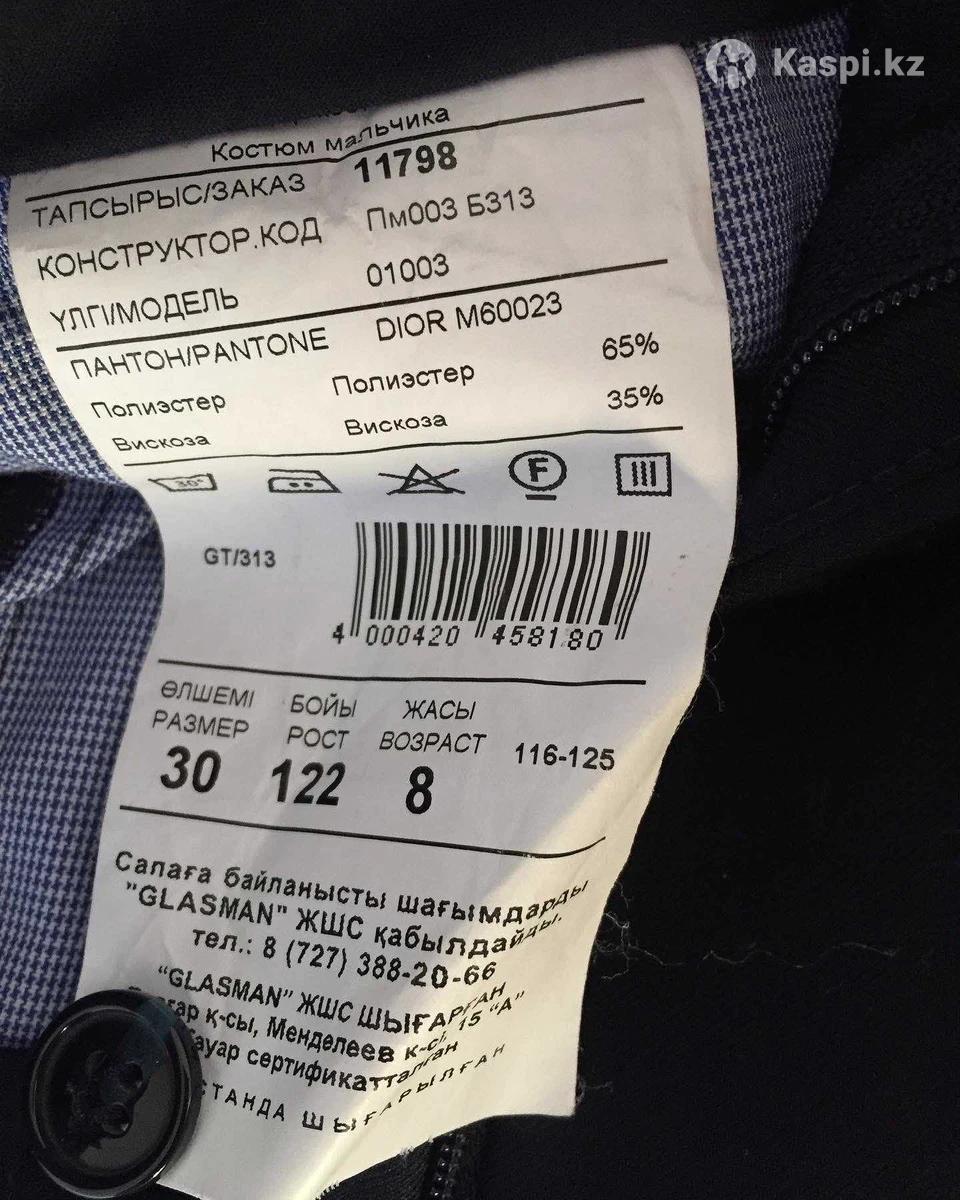 Kaspi.kz
Костюм мальчика
ТАПСЫРЫС/ЗАКАЗ 11798
КОНСТРУКТОР.КОД Пм003 Б313
ҮЛГІ/МОДЕЛЬ 01003
ПАНТОН/PANTONE DIOR М60023
Полиэстер Полиэстер 65%
Вискоза Вискоза 35%
30°
F
GT/313
4 000420 458180
ӨЛШЕМІ БОЙЫ ЖАСЫ
РАЗМЕР РОСТ ВОЗРАСТ 116-125
30 122 8
Сапаға байланысты шағымдарды
"GLASMAN" ЖШС қабылдайды.
тел.: 8 (727) 388-20-66
"GLASMAN" ЖШС ШЫҒАРҒАН
қ-сы, Менделеев к-сі, 15 "А"
сертификатталған
ШЫҒАРЫЛҒАН